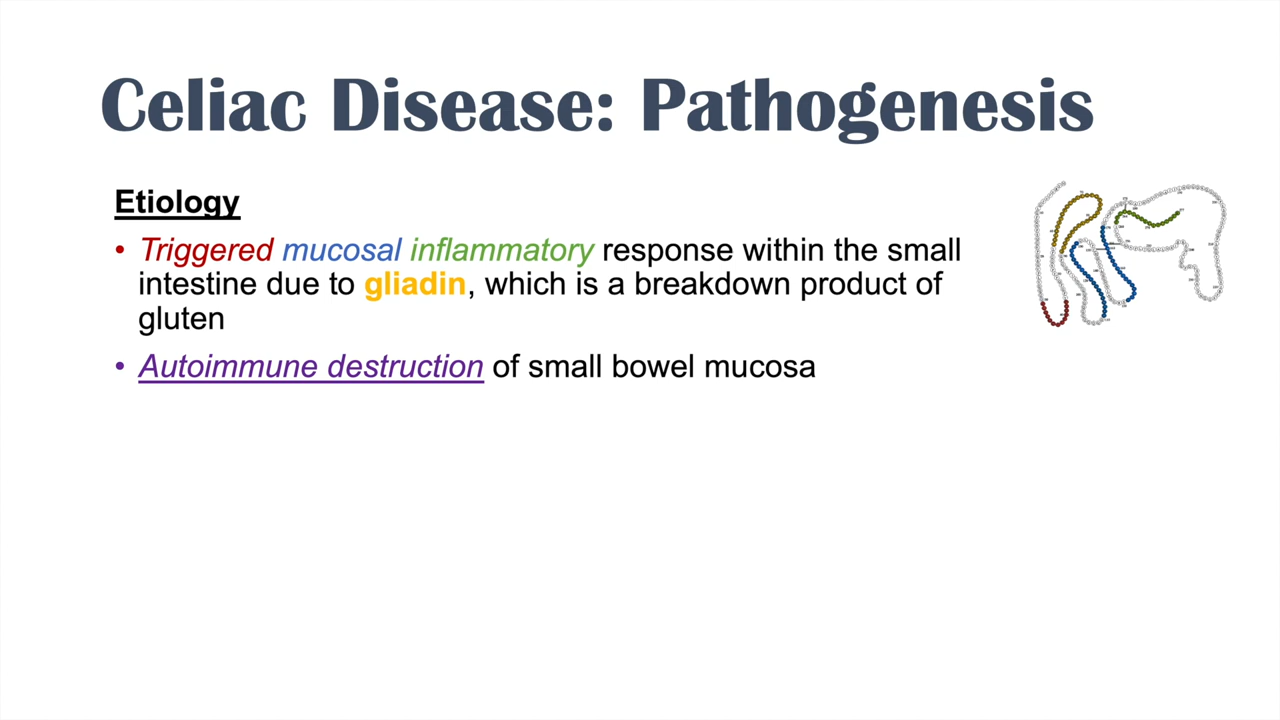 Celiac Disease: Pathogenesis
Etiology
• Triggered mucosal inflammatory response within the small
intestine due to gliadin, which is a breakdown product of
gluten
• Autoimmune destruction of small bowel mucosa